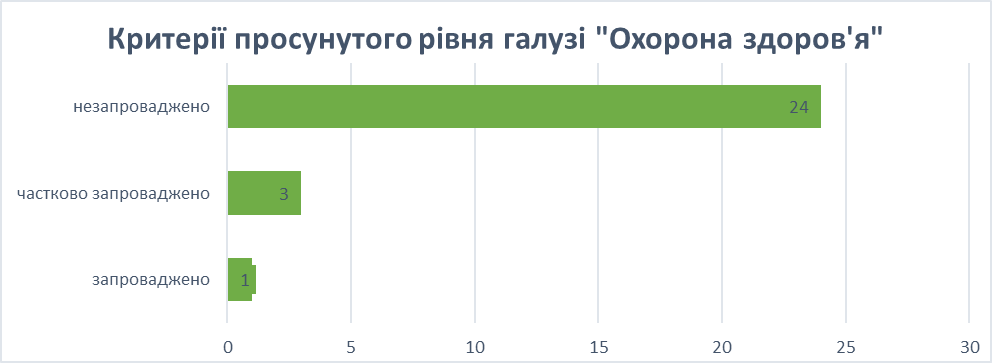 Критерії просунутого рівня галузі "Охорона здоров'я"
незапроваджено
24
частково запроваджено
3
запроваджено
1
0 5 10 15 20 25 30